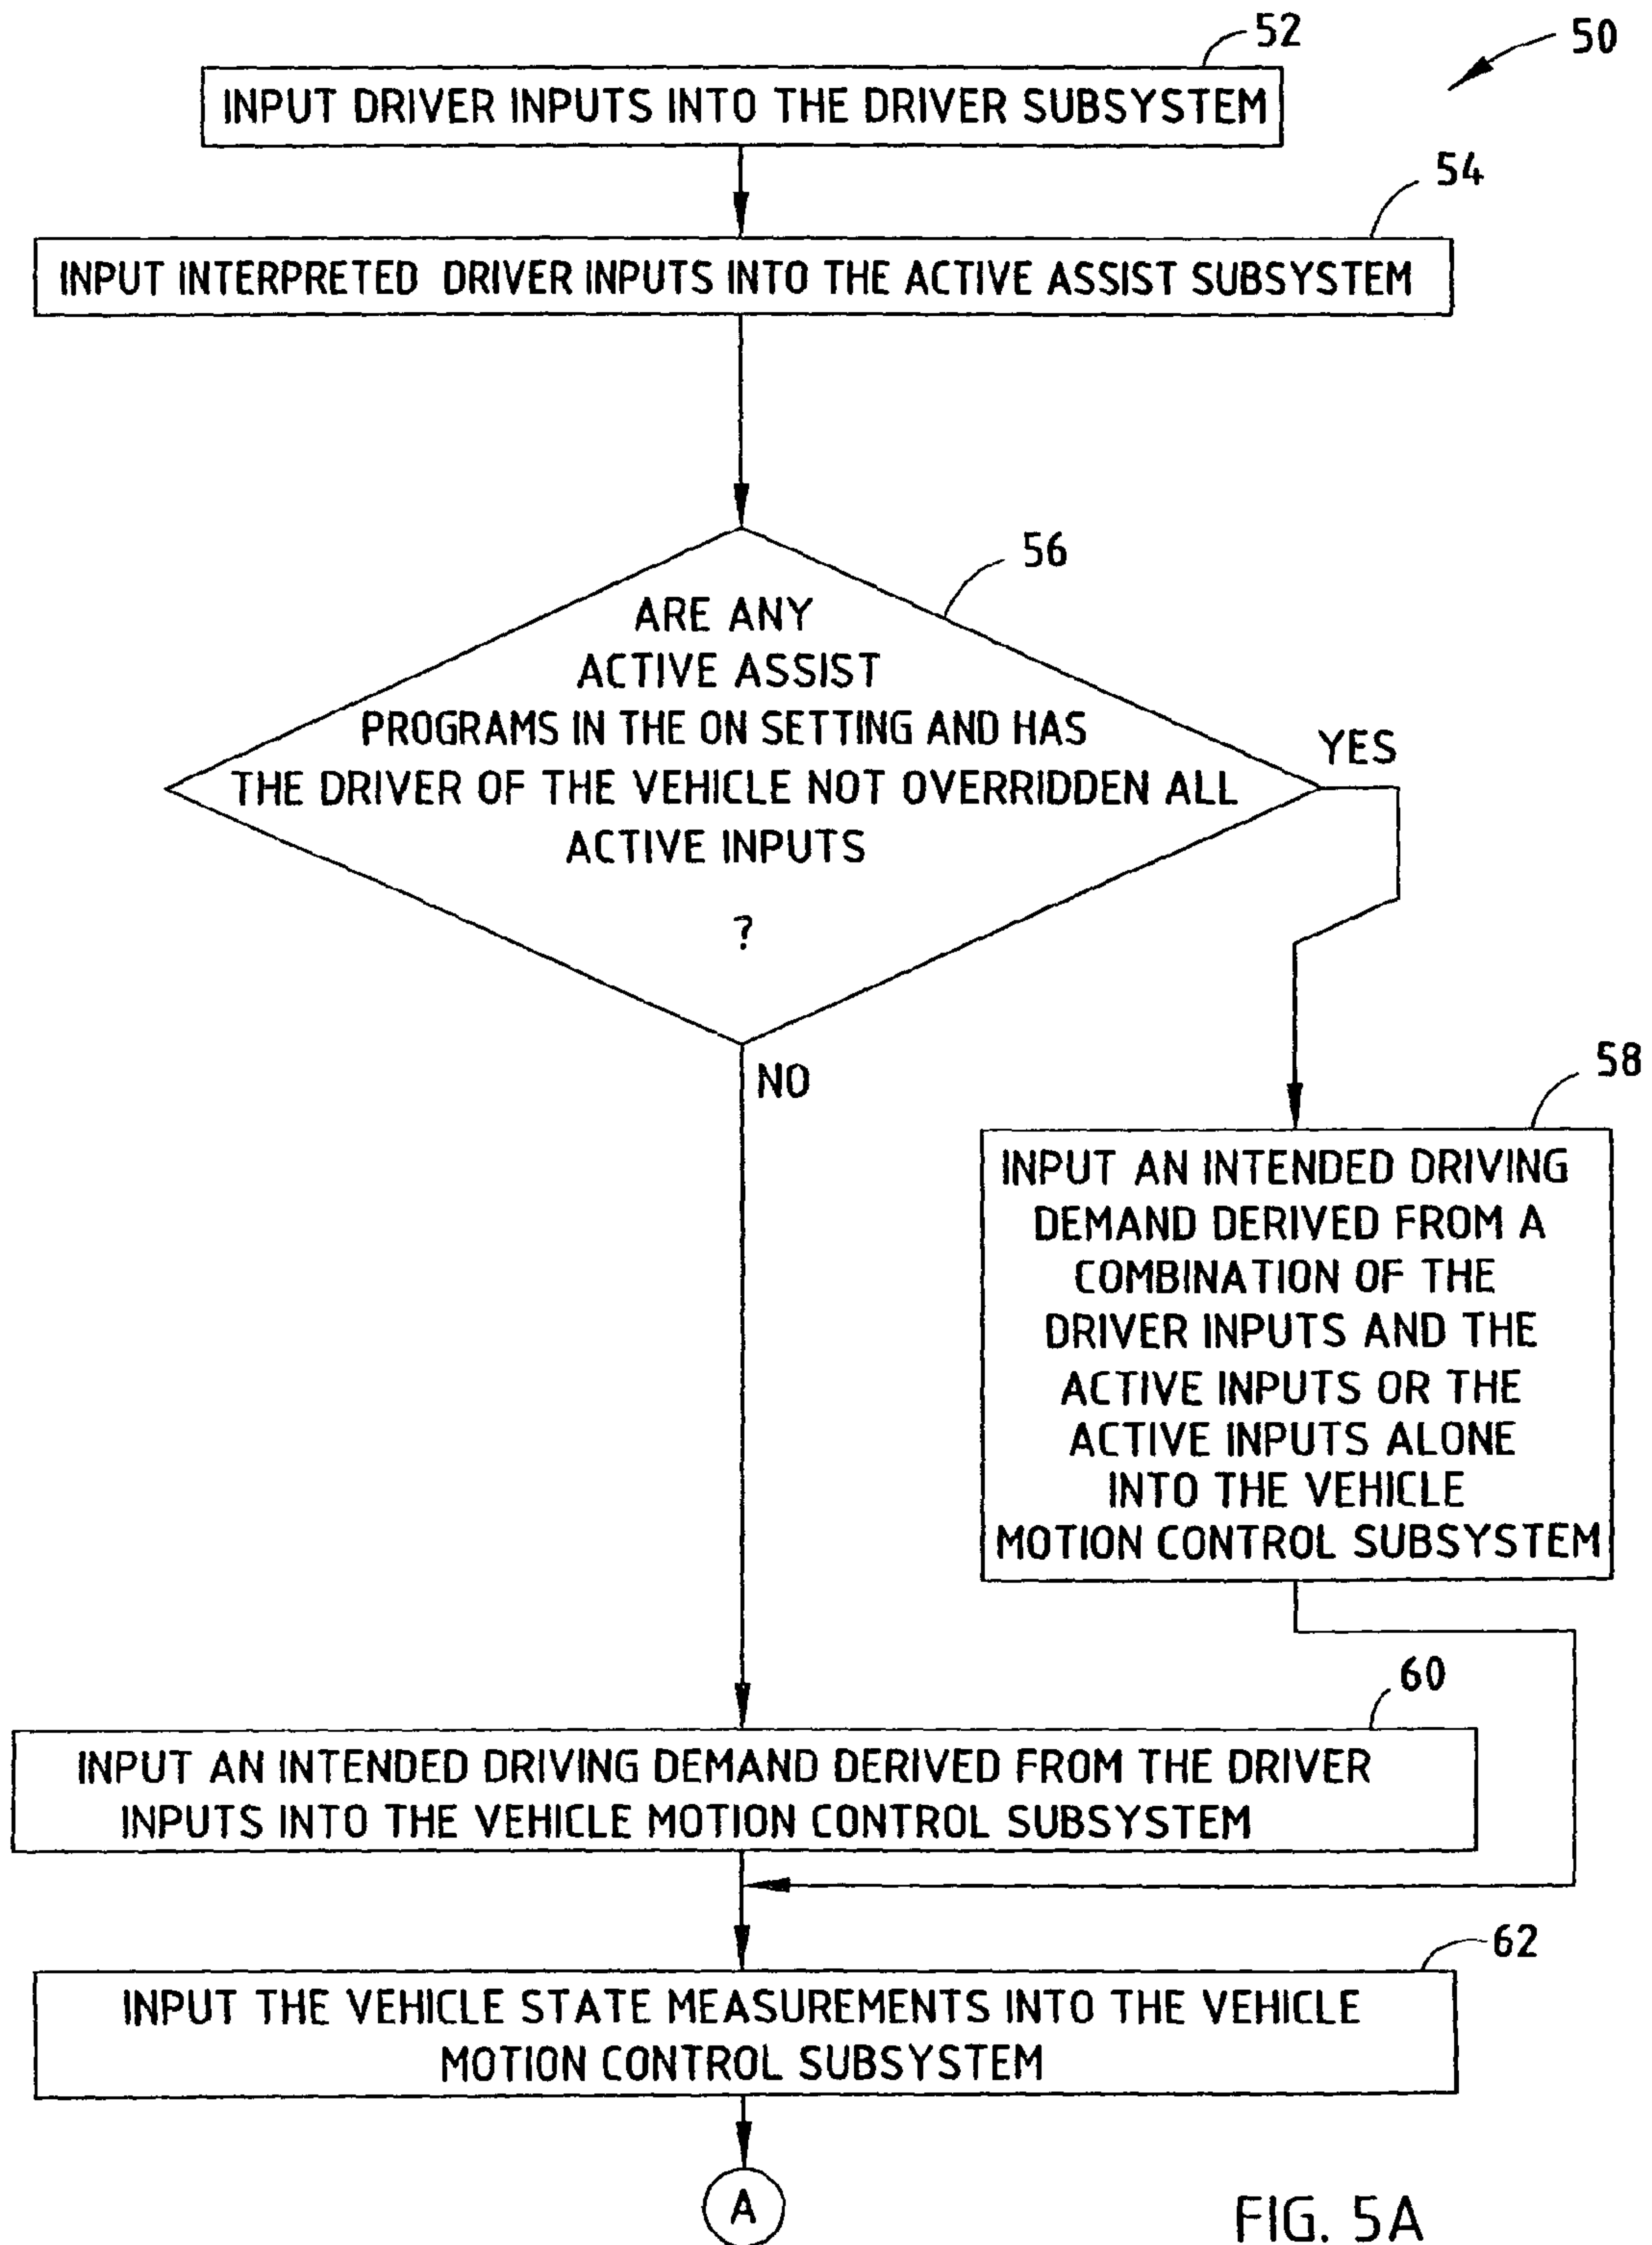 52
50
INPUT DRIVER INPUTS INTO THE DRIVER SUBSYSTEM
54
INPUT INTERPRETED DRIVER INPUTS INTO THE ACTIVE ASSIST SUBSYSTEM
56
ARE ANY
ACTIVE ASSIST
PROGRAMS IN THE ON SETTING AND HAS
THE DRIVER OF THE VEHICLE NOT OVERRIDDEN ALL
ACTIVE INPUTS
?
YES
NO
58
INPUT AN INTENDED DRIVING
DEMAND DERIVED FROM A
COMBINATION OF THE
DRIVER INPUTS AND THE
ACTIVE INPUTS OR THE
ACTIVE INPUTS ALONE
INTO THE VEHICLE
MOTION CONTROL SUBSYSTEM
60
INPUT AN INTENDED DRIVING DEMAND DERIVED FROM THE DRIVER
INPUTS INTO THE VEHICLE MOTION CONTROL SUBSYSTEM
62
INPUT THE VEHICLE STATE MEASUREMENTS INTO THE VEHICLE
MOTION CONTROL SUBSYSTEM
A
FIG. 5A